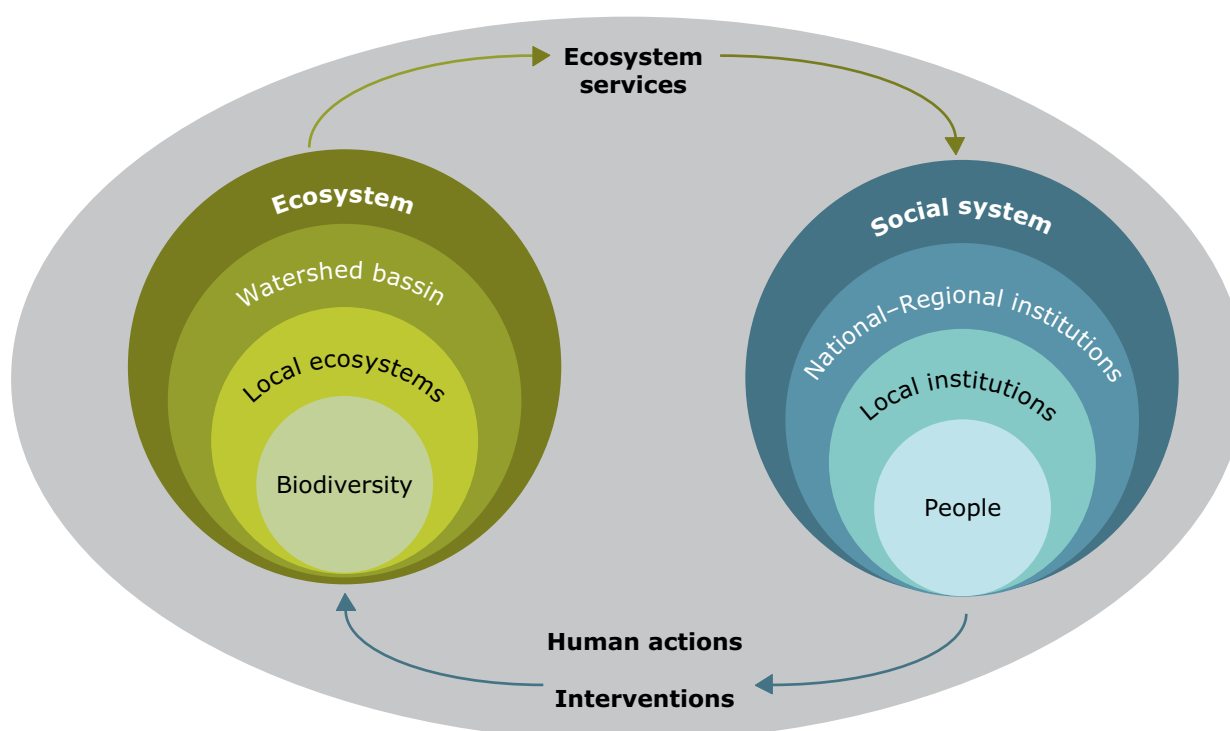 Ecosystem
services
Ecosystem
Watershed bassin
Local ecosystems
Biodiversity
Social system
National–Regional institutions
Local institutions
People
Human actions
Interventions